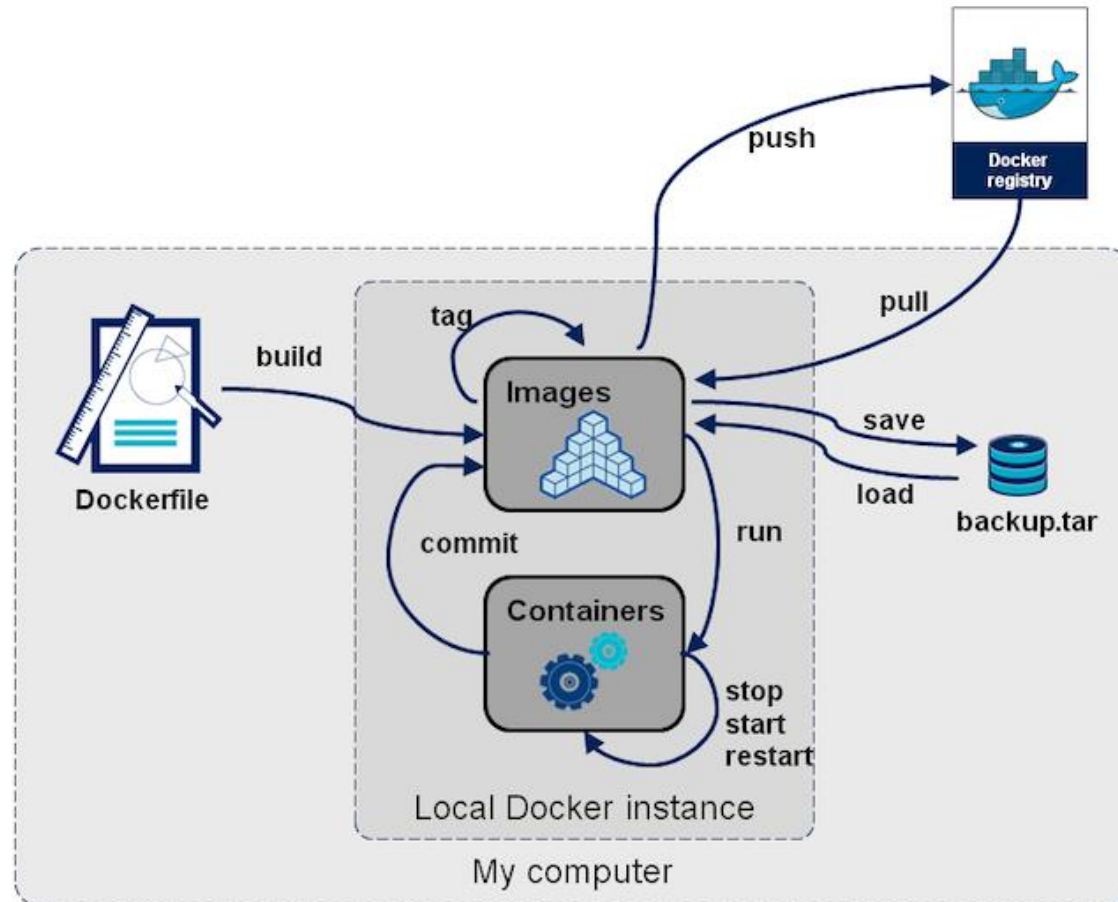 push
Docker
registry
pull
tag
build
Images
save
Dockerfile
load
backup.tar
commit
run
Containers
stop
start
restart
Local Docker instance
My computer